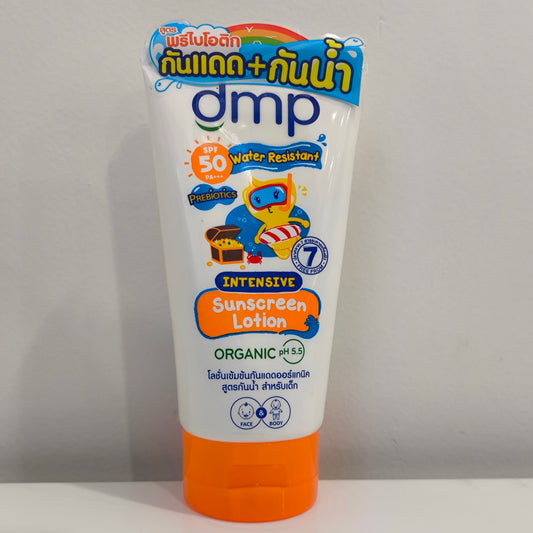 สูตร
พรีไบโอติก
กันแดด+กันน้ำ
dmp
SPF
50
PA+++
Water Resistant
PREBIOTICS
7
FREE FROM
INTENSIVE
Sunscreen
Lotion
ORGANIC pH 5.5
โลชั่นเข้มข้นกันแดดออร์แกนิค
สูตรกันน้ำ สำหรับเด็ก
&
FACE
BODY